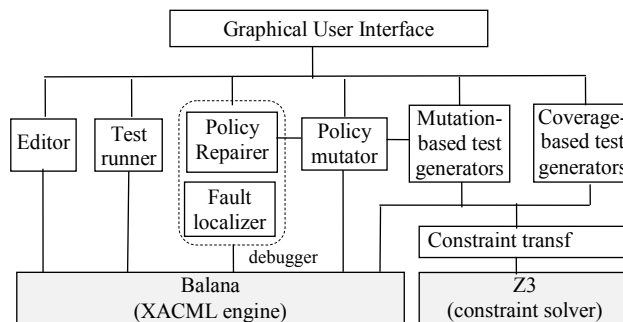 Graphical User Interface
Editor
Test
runner
Policy
Repairer
Policy
mutator
Mutation-
based test
generators
Coverage-
based test
generators
Fault
localizer
debugger
Constraint transf
Balana
(XACML engine)
Z3
(constraint solver)